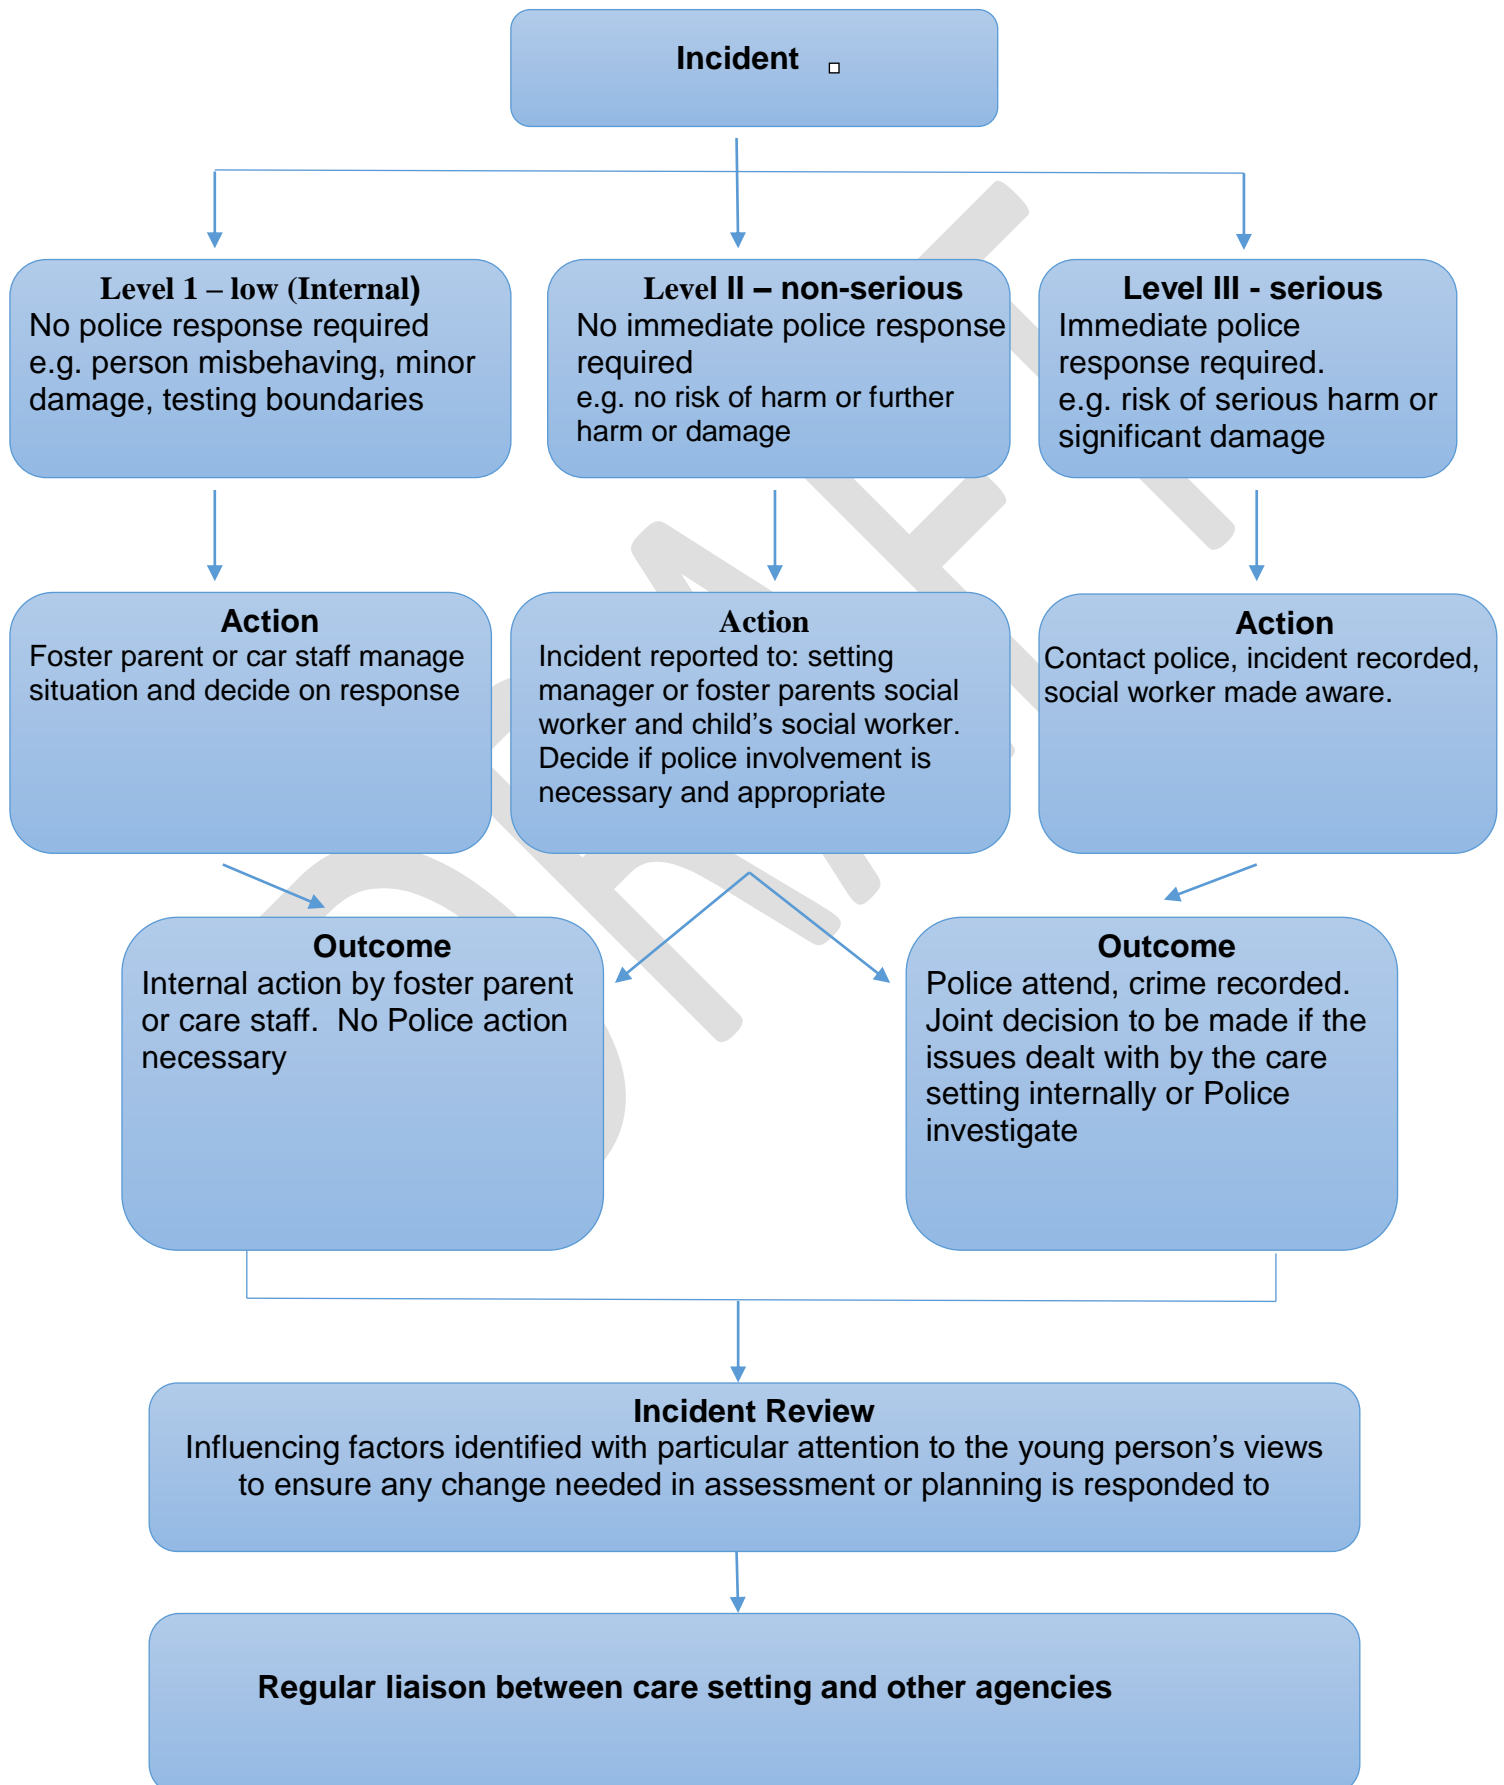 Incident
Level 1 – low (Internal)
No police response required
e.g. person misbehaving, minor
damage, testing boundaries
Level II – non-serious
No immediate police response
required
e.g. no risk of harm or further
harm or damage
Level III - serious
Immediate police
response required.
e.g. risk of serious harm or
significant damage
Action
Foster parent or car staff manage
situation and decide on response
Action
Incident reported to: setting
manager or foster parents social
worker and child’s social worker.
Decide if police involvement is
necessary and appropriate
Action
Contact police, incident recorded,
social worker made aware.
Outcome
Internal action by foster parent
or care staff.  No Police action
necessary
Outcome
Police attend, crime recorded.
Joint decision to be made if the
issues dealt with by the care
setting internally or Police
investigate
Incident Review
Influencing factors identified with particular attention to the young person’s views
to ensure any change needed in assessment or planning is responded to
Regular liaison between care setting and other agencies
DRAFT